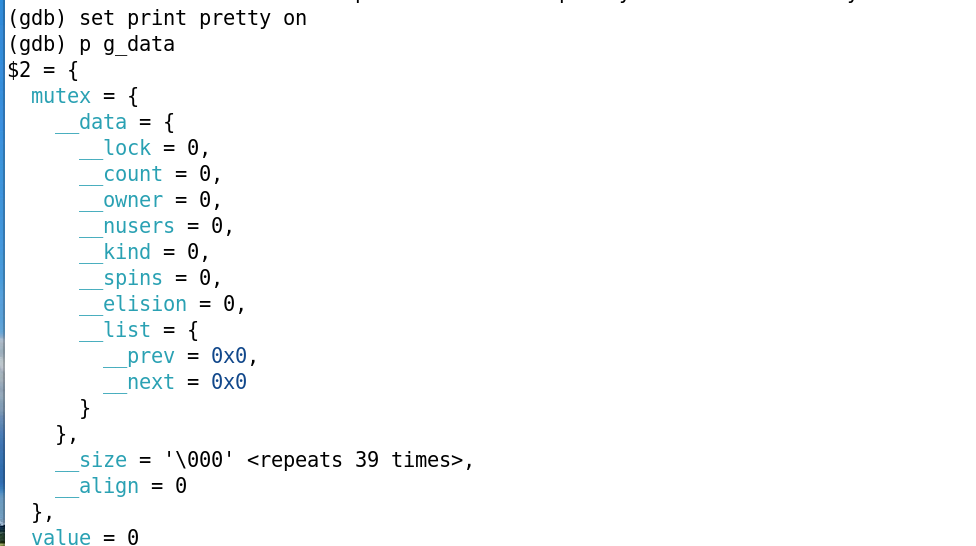 (gdb) set print pretty on
(gdb) p g_data
$2 = {
  mutex = {
    __data = {
      __lock = 0,
      __count = 0,
      __owner = 0,
      __nusers = 0,
      __kind = 0,
      __spins = 0,
      __elision = 0,
      __list = {
        __prev = 0x0,
        __next = 0x0
      }
    },
    __size = '\000' <repeats 39 times>,
    __align = 0
  },
  value = 0